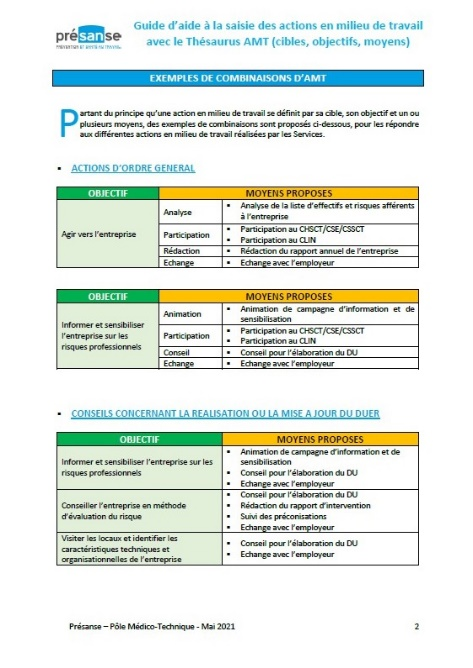 Guide d'aide à la saisie des actions en milieu de travail
présanse
PRÉVENTION ET SANTÉ AU TRAVAIL
avec le Thésaurus AMT (cibles, objectifs, moyens)
EXEMPLES DE COMBINAISONS D'AMT
Partant du principe qu'une action en milieu de travail se définit par sa cible, son objectif et un ou
plusieurs moyens, des exemples de combinaisons sont proposés ci-dessous, pour les répondre
aux différentes actions en milieu de travail réalisées par les Services.
▪ ACTIONS D'ORDRE GENERAL
OBJECTIF MOYENS PROPOSES
Agir vers l'entreprise
Analyse
▪ Analyse de la liste d'effectifs et risques afférents
à l'entreprise
Participation
▪ Participation au CHSCT/CSE/CSSCT
▪ Participation au CLIN
Rédaction ▪ Rédaction du rapport annuel de l'entreprise
Echange ▪ Echange avec l'employeur
OBJECTIF MOYENS PROPOSES
Informer et sensibiliser
l'entreprise sur les
risques professionnels
Animation
▪ Animation de campagne d'information et de
sensibilisation
Participation
▪ Participation au CHSCT/CSE/CSSCT
▪ Participation au CLIN
Conseil ▪ Conseil pour l'élaboration du DU
Echange ▪ Echange avec l'employeur
▪ CONSEILS CONCERNANT LA REALISATION OU LA MISE A JOUR DU DUER
OBJECTIF MOYENS PROPOSES
Informer et sensibiliser l'entreprise sur les
risques professionnels
▪ Animation de campagne d'information et de
sensibilisation
▪ Conseil pour l'élaboration du DU
▪ Echange avec l'employeur
Conseiller l'entreprise en méthode
d'évaluation du risque
▪ Conseil pour l'élaboration du DU
▪ Rédaction du rapport d'intervention
▪ Suivi des préconisations
▪ Echange avec l'employeur
Visiter les locaux et identifier les
caractéristiques techniques et
organisationnelles de l'entreprise
▪ Conseil pour l'élaboration du DU
▪ Echange avec l'employeur
Présanse – Pôle Médico-Technique - Mai 2021 2